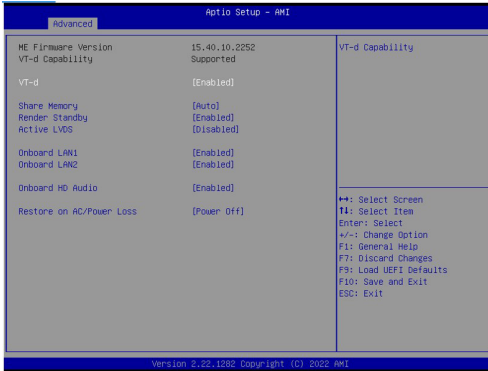 Aptio Setup – AMI
Advanced
ME Firmware Version 15.40.10.2252
VT-d Capability Supported
VT-d [Enabled]
Share Memory [Auto]
Render Standby [Enabled]
Active LVDS [Disabled]
Onboard LAN1 [Enabled]
Onboard LAN2 [Enabled]
Onboard HD Audio [Enabled]
Restore on AC/Power Loss [Power Off]
VT-d Capability
↔: Select Screen
↑↓: Select Item
Enter: Select
+/-: Change Option
F1: General Help
F7: Discard Changes
F9: Load UEFI Defaults
F10: Save and Exit
ESC: Exit
Version 2.22.1282 Copyright (C) 2022 AMI